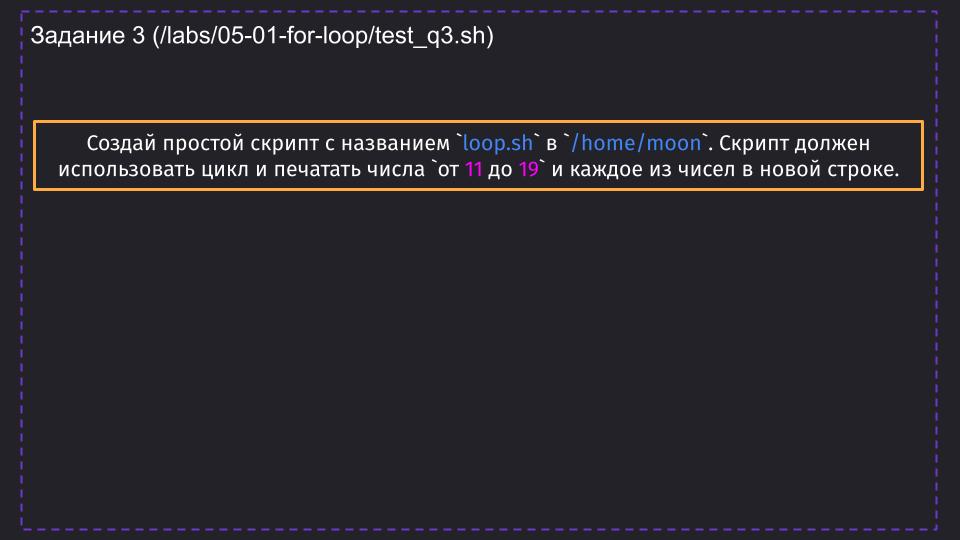 Задание 3 (/labs/05-01-for-loop/test_q3.sh)
Создай простой скрипт с названием `loop.sh` в `/home/moon`. Скрипт должен
использовать цикл и печатать числа `от 11 до 19` и каждое из чисел в новой строке.